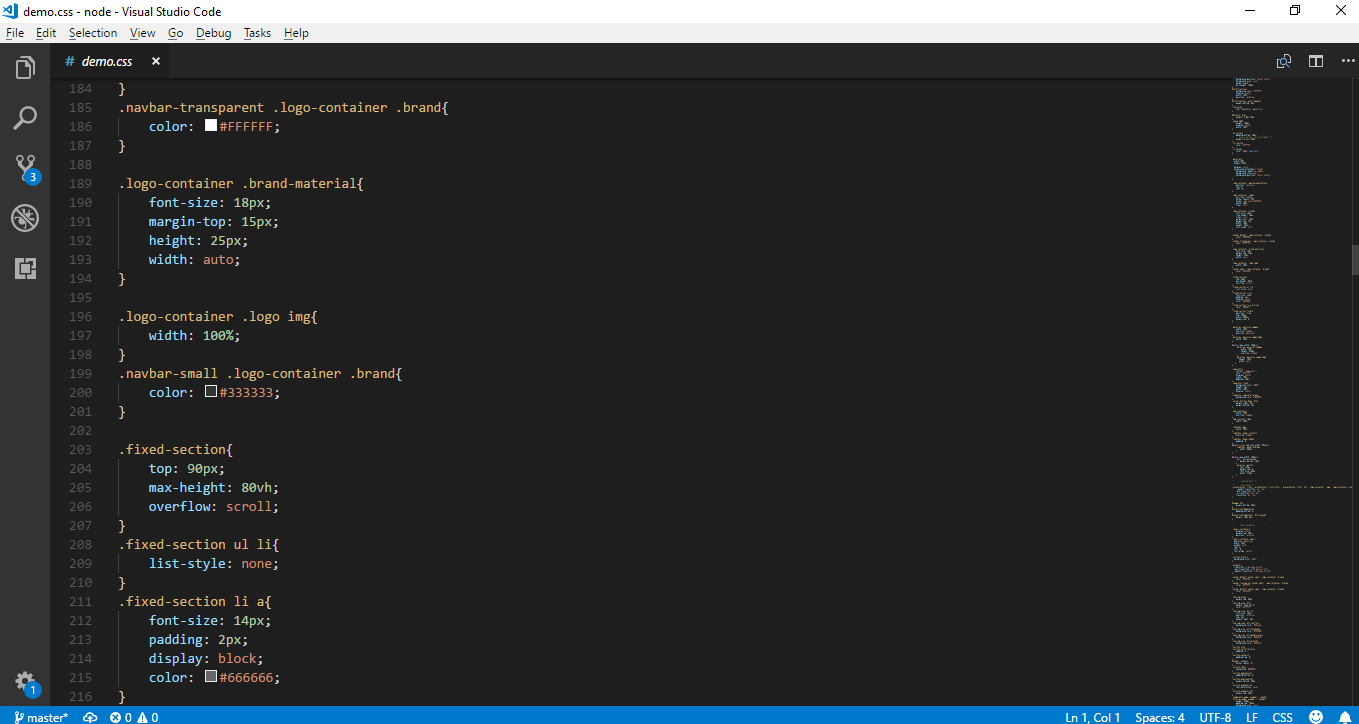 demo.css - node - Visual Studio Code
File Edit Selection View Go Debug Tasks Help
# demo.css
184 }
185 .navbar-transparent .logo-container .brand{
186     color: #FFFFFF;
187 }
188
189 .logo-container .brand-material{
190     font-size: 18px;
191     margin-top: 15px;
192     height: 25px;
193     width: auto;
194 }
195
196 .logo-container .logo img{
197     width: 100%;
198 }
199 .navbar-small .logo-container .brand{
200     color: #333333;
201 }
202
203 .fixed-section{
204     top: 90px;
205     max-height: 80vh;
206     overflow: scroll;
207 }
208 .fixed-section ul li{
209     list-style: none;
210 }
211 .fixed-section li a{
212     font-size: 14px;
213     padding: 2px;
214     display: block;
215     color: #666666;
216 }
3
1
master* 0 0 Ln 1, Col 1 Spaces: 4 UTF-8 LF CSS